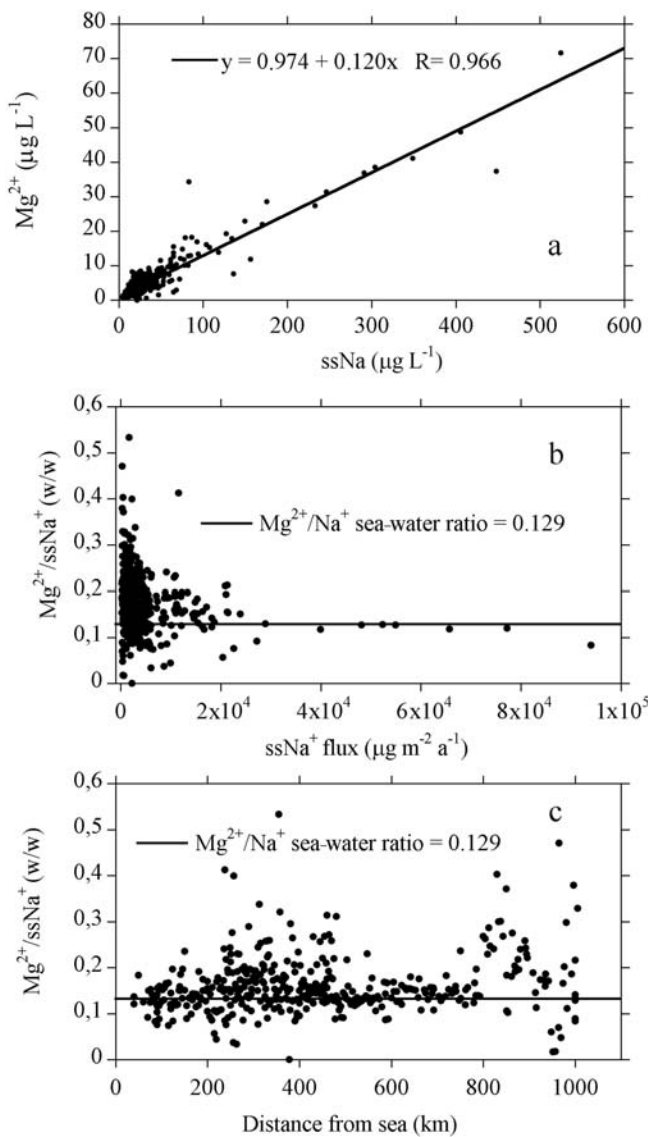 80
70
60
50
40
30
20
10
0
Mg²⁺ (μg L⁻¹)
y = 0.974 + 0.120x R= 0.966
a
0 100 200 300 400 500 600
ssNa (μg L⁻¹)
0,6
0,5
0,4
0,3
0,2
0,1
0
Mg²⁺/ssNa⁺ (w/w)
b
Mg²⁺/Na⁺ sea-water ratio = 0.129
0 2x10⁴ 4x10⁴ 6x10⁴ 8x10⁴ 1x10⁵
ssNa⁺ flux (μg m⁻² a⁻¹)
0,6
0,5
0,4
0,3
0,2
0,1
0
Mg²⁺/ssNa⁺ (w/w)
c
Mg²⁺/Na⁺ sea-water ratio = 0.129
0 200 400 600 800 1000
Distance from sea (km)